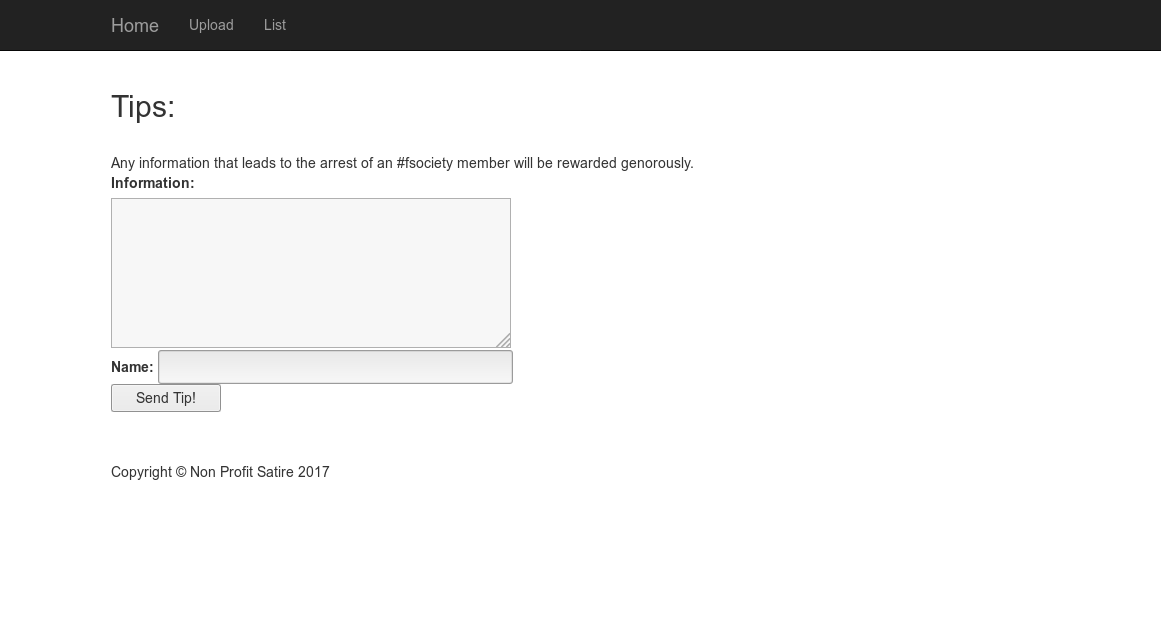 Home Upload List
Tips:
Any information that leads to the arrest of an #fsociety member will be rewarded genorously.
Information:
Name:
Send Tip!
Copyright © Non Profit Satire 2017